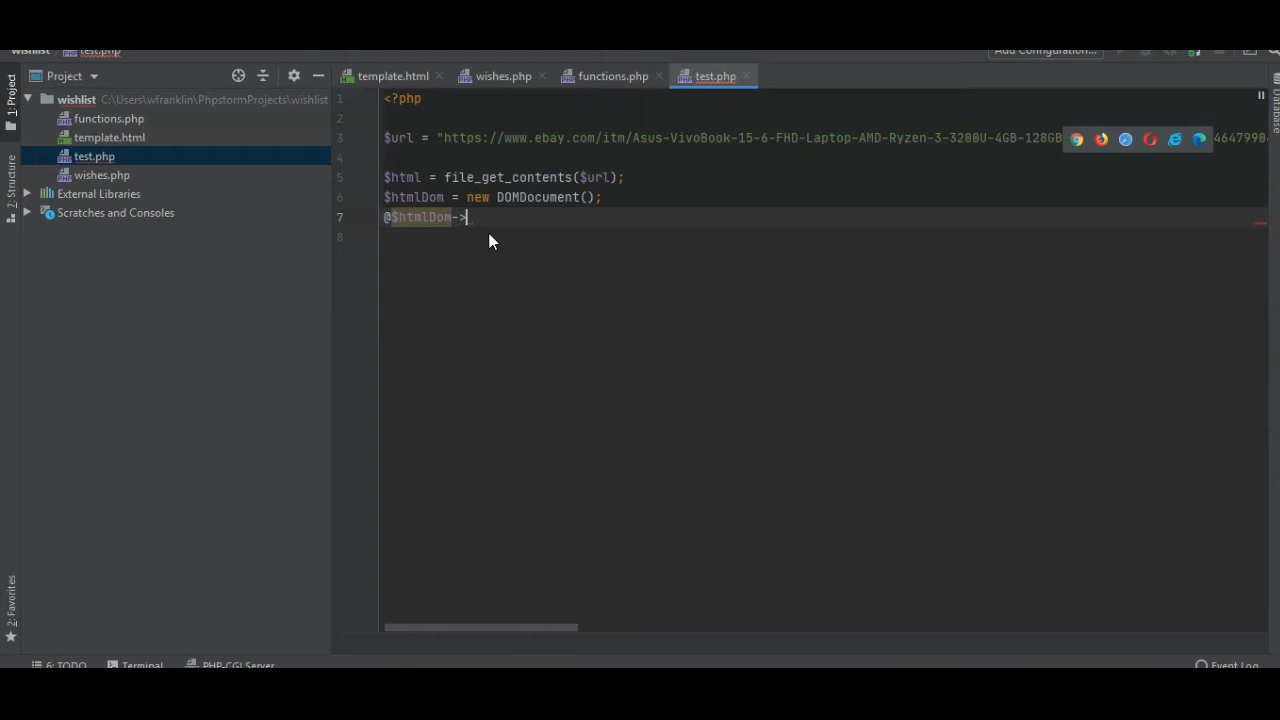 wishlist test.php
Add Configuration...
Project
template.html wishes.php functions.php test.php
1: Project
wishlist C:\Users\wfranklin\PhpstormProjects\wishlist
functions.php
template.html
test.php
wishes.php
External Libraries
Scratches and Consoles
7: Structure
2: Favorites
Database
1 <?php
2
3 $url = "https://www.ebay.com/itm/Asus-VivoBook-15-6-FHD-Laptop-AMD-Ryzen-3-3200U-4GB-128GB
4
5 $html = file_get_contents($url);
6 $htmlDom = new DOMDocument();
7 @$htmlDom->
8
6: TODO Terminal PHP-CGI Server Event Log